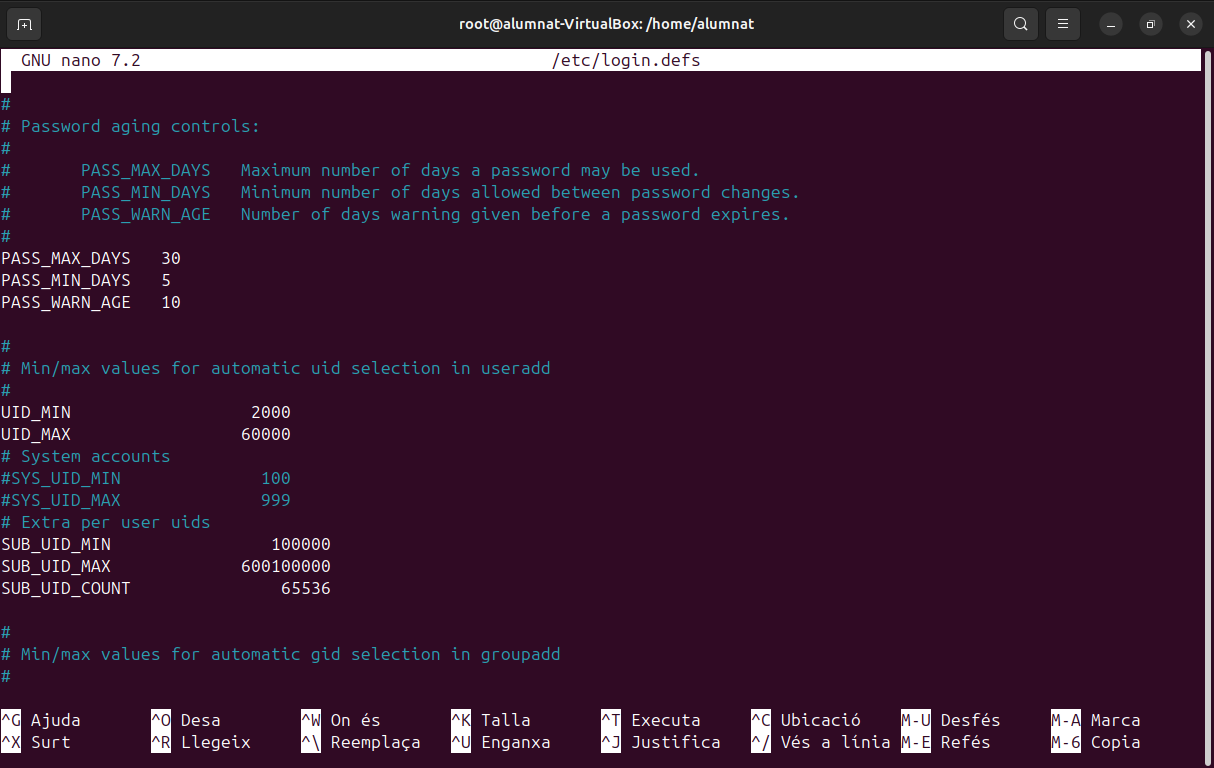 root@alumnat-VirtualBox: /home/alumnat
GNU nano 7.2 /etc/login.defs
#
# Password aging controls:
#
# PASS_MAX_DAYS Maximum number of days a password may be used.
# PASS_MIN_DAYS Minimum number of days allowed between password changes.
# PASS_WARN_AGE Number of days warning given before a password expires.
#
PASS_MAX_DAYS 30
PASS_MIN_DAYS 5
PASS_WARN_AGE 10
#
# Min/max values for automatic uid selection in useradd
#
UID_MIN 2000
UID_MAX 60000
# System accounts
#SYS_UID_MIN 100
#SYS_UID_MAX 999
# Extra per user uids
SUB_UID_MIN 100000
SUB_UID_MAX 600100000
SUB_UID_COUNT 65536
#
# Min/max values for automatic gid selection in groupadd
#
^G Ajuda ^O Desa ^W On és ^K Talla ^T Executa ^C Ubicació M-U Desfés M-A Marca
^X Surt ^R Llegeix ^\ Reemplaça ^U Enganxa ^J Justifica ^/ Vés a línia M-E Refés M-6 Copia